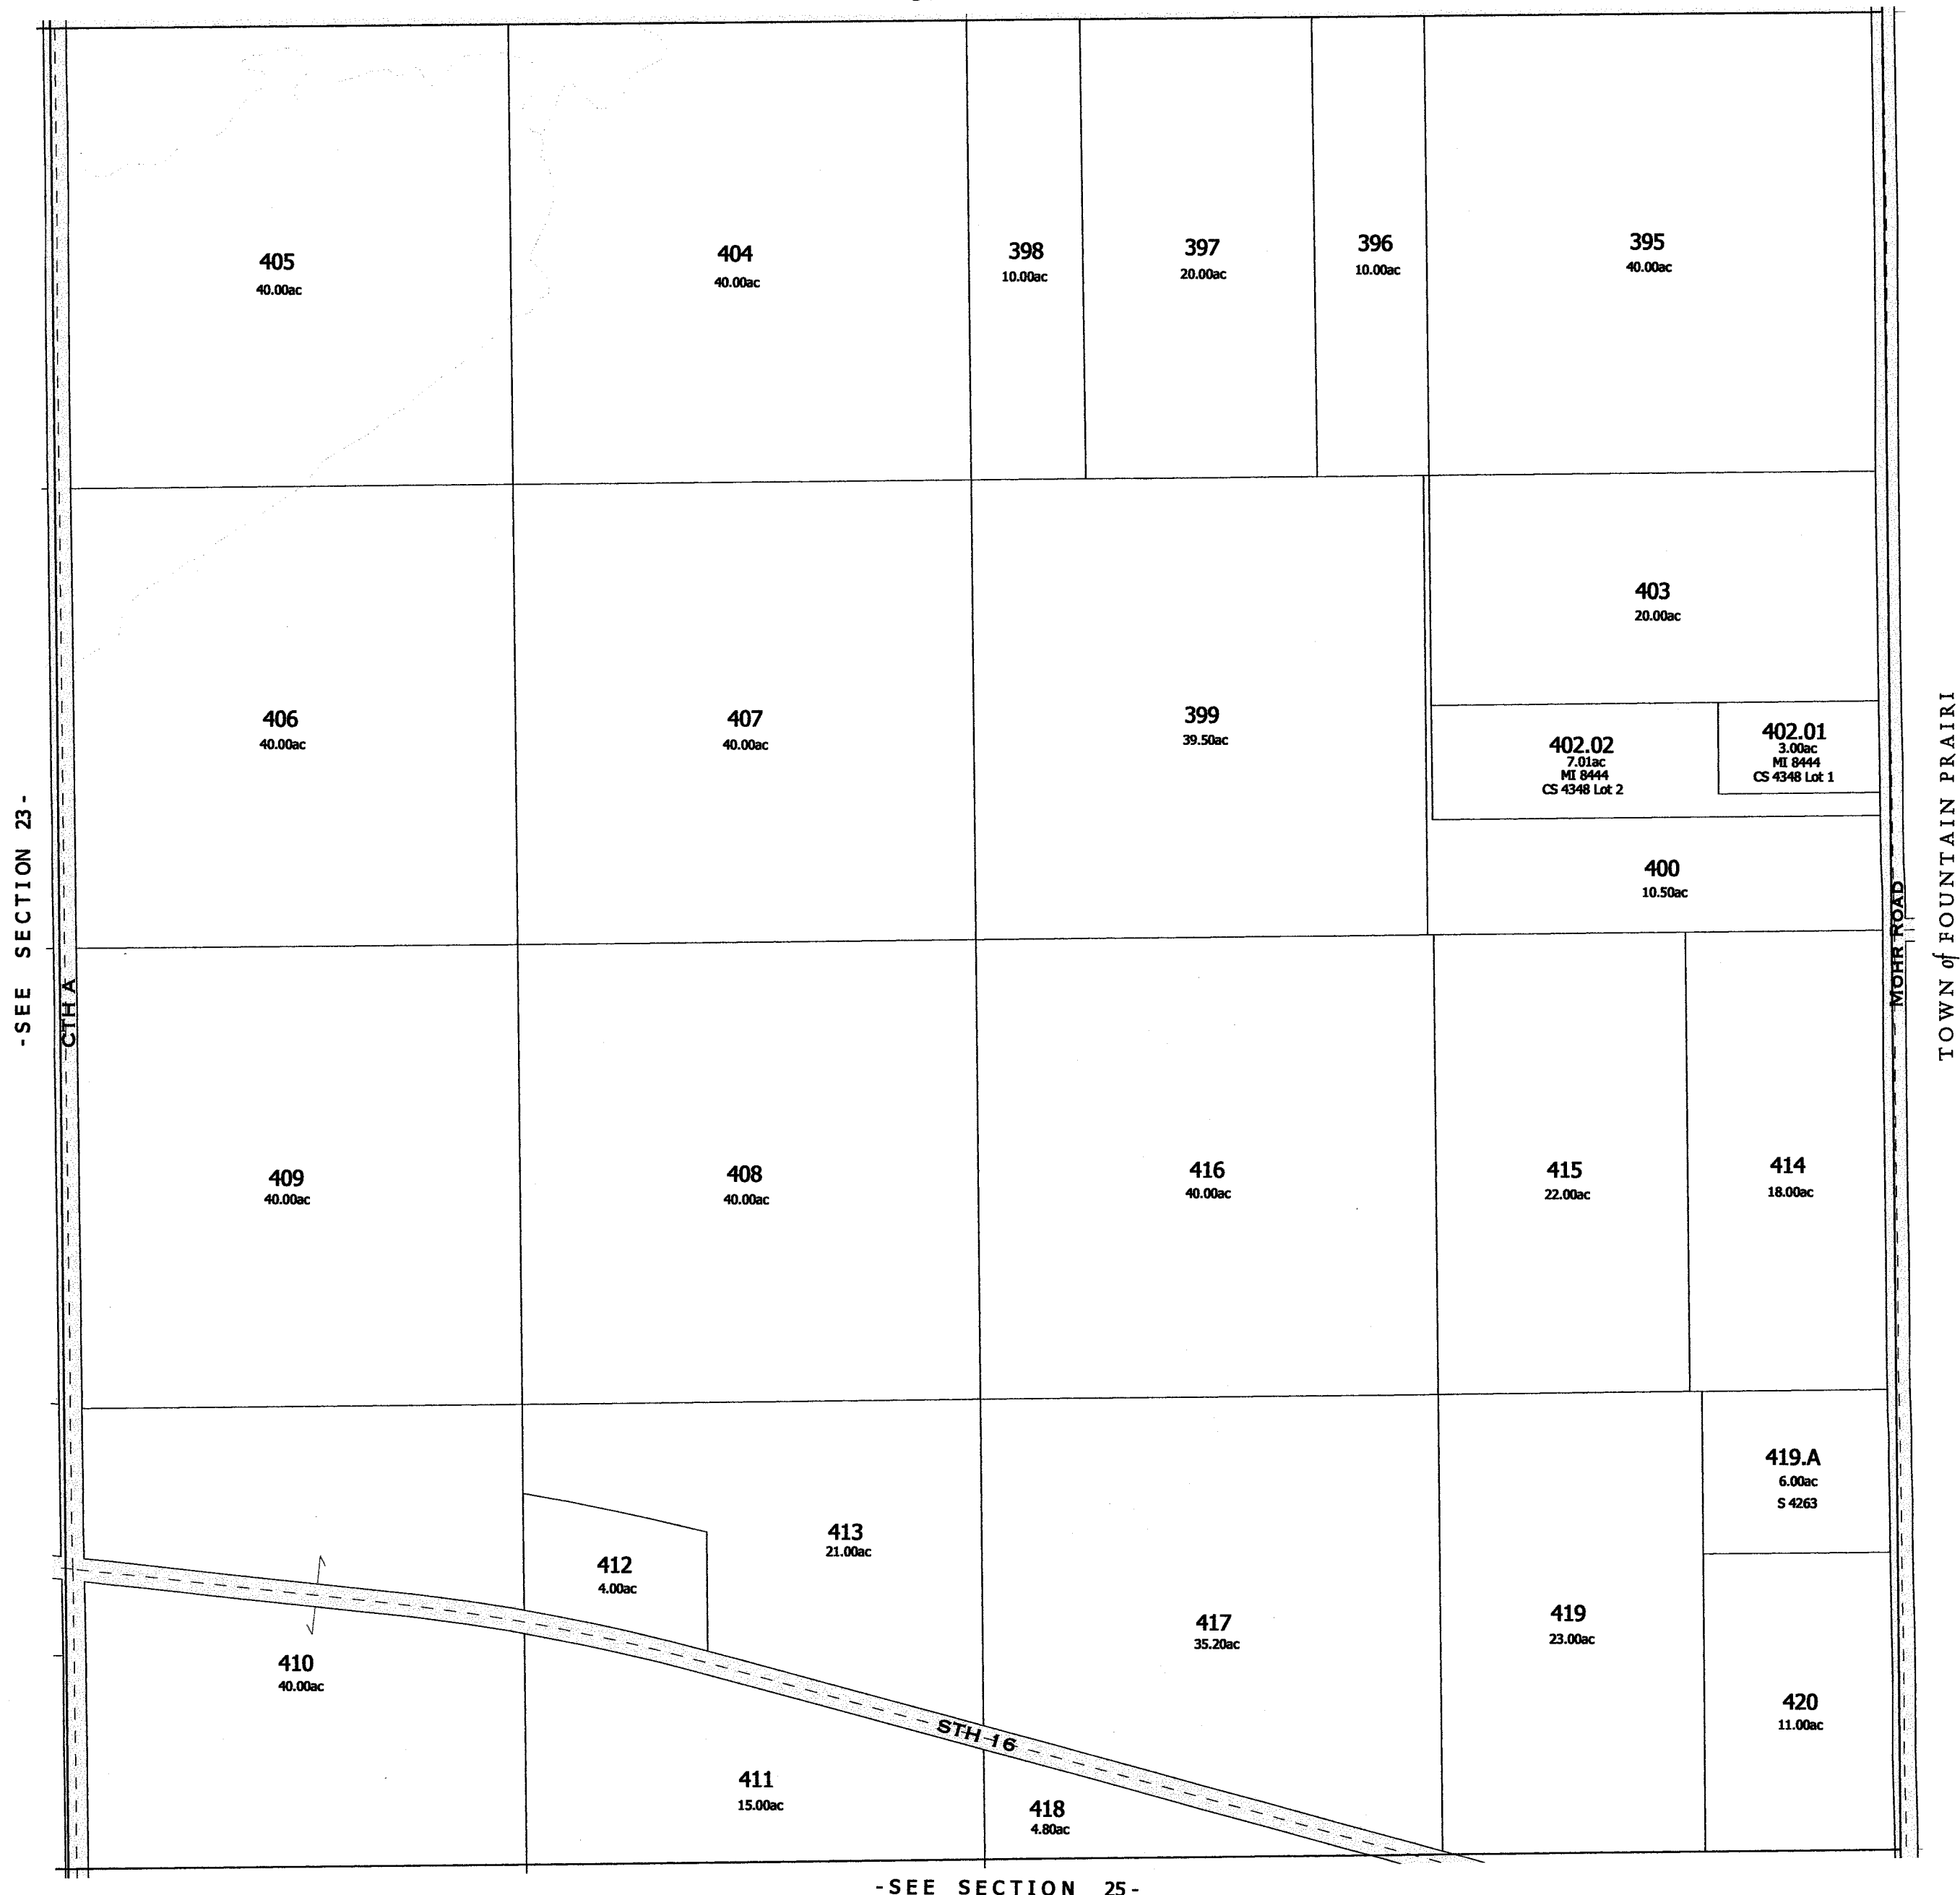 405
40.00ac
404
40.00ac
398
10.00ac
397
20.00ac
396
10.00ac
395
40.00ac
406
40.00ac
407
40.00ac
399
39.50ac
403
20.00ac
402.02
7.01ac
MI 8444
CS 4348 Lot 2
402.01
3.00ac
MI 8444
CS 4348 Lot 1
400
10.50ac
-SEE SECTION 23-
CTH A
MOHR ROAD
TOWN of FOUNTAIN PRAIRI
409
40.00ac
408
40.00ac
416
40.00ac
415
22.00ac
414
18.00ac
419.A
6.00ac
S 4263
413
21.00ac
412
4.00ac
417
35.20ac
419
23.00ac
410
40.00ac
420
11.00ac
STH 16
411
15.00ac
418
4.80ac
-SEE SECTION 25-